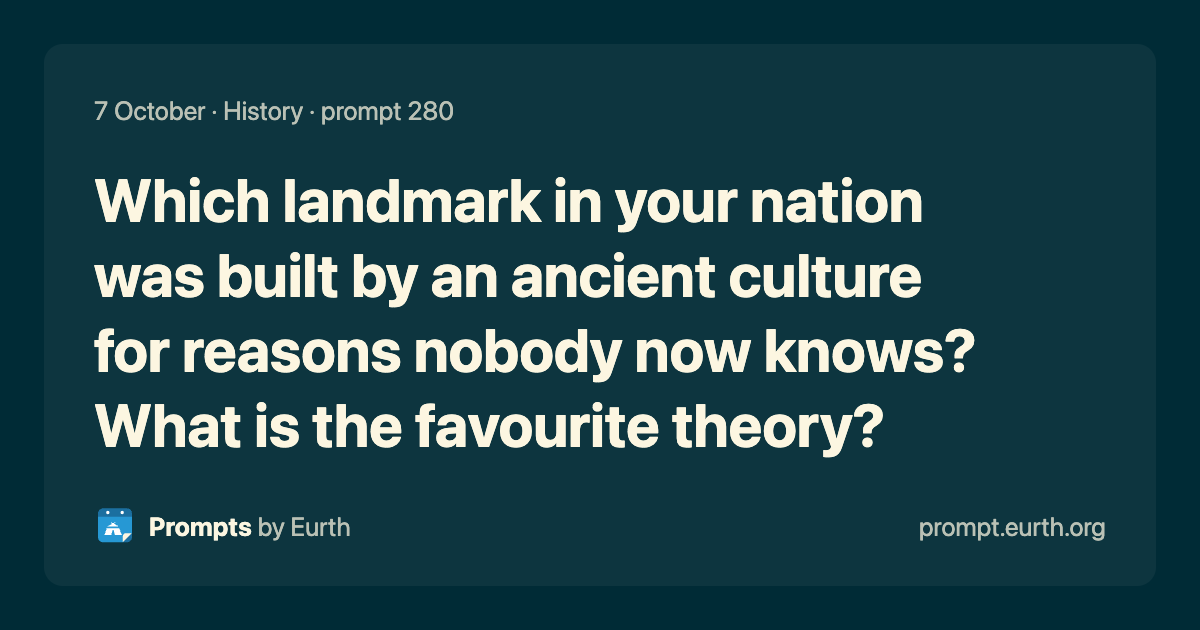 7 October · History · prompt 280
Which landmark in your nation
was built by an ancient culture
for reasons nobody now knows?
What is the favourite theory?
Prompts by Eurth
prompt.eurth.org